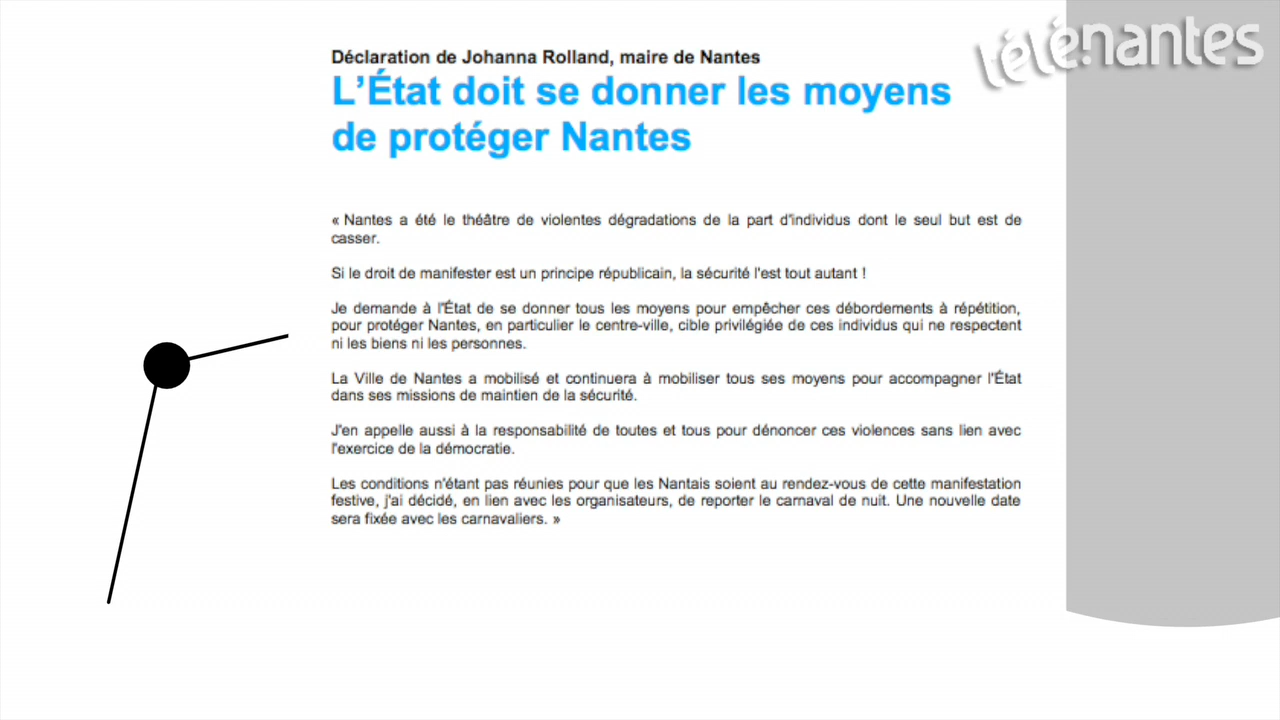 télénantes
Déclaration de Johanna Rolland, maire de Nantes
L'État doit se donner les moyens
de protéger Nantes
« Nantes a été le théâtre de violentes dégradations de la part d'individus dont le seul but est de
casser.
Si le droit de manifester est un principe républicain, la sécurité l'est tout autant !
Je demande à l'État de se donner tous les moyens pour empêcher ces débordements à répétition,
pour protéger Nantes, en particulier le centre-ville, cible privilégiée de ces individus qui ne respectent
ni les biens ni les personnes.
La Ville de Nantes a mobilisé et continuera à mobiliser tous ses moyens pour accompagner l'État
dans ses missions de maintien de la sécurité.
J'en appelle aussi à la responsabilité de toutes et tous pour dénoncer ces violences sans lien avec
l'exercice de la démocratie.
Les conditions n'étant pas réunies pour que les Nantais soient au rendez-vous de cette manifestation
festive, j'ai décidé, en lien avec les organisateurs, de reporter le carnaval de nuit. Une nouvelle date
sera fixée avec les carnavaliers. »